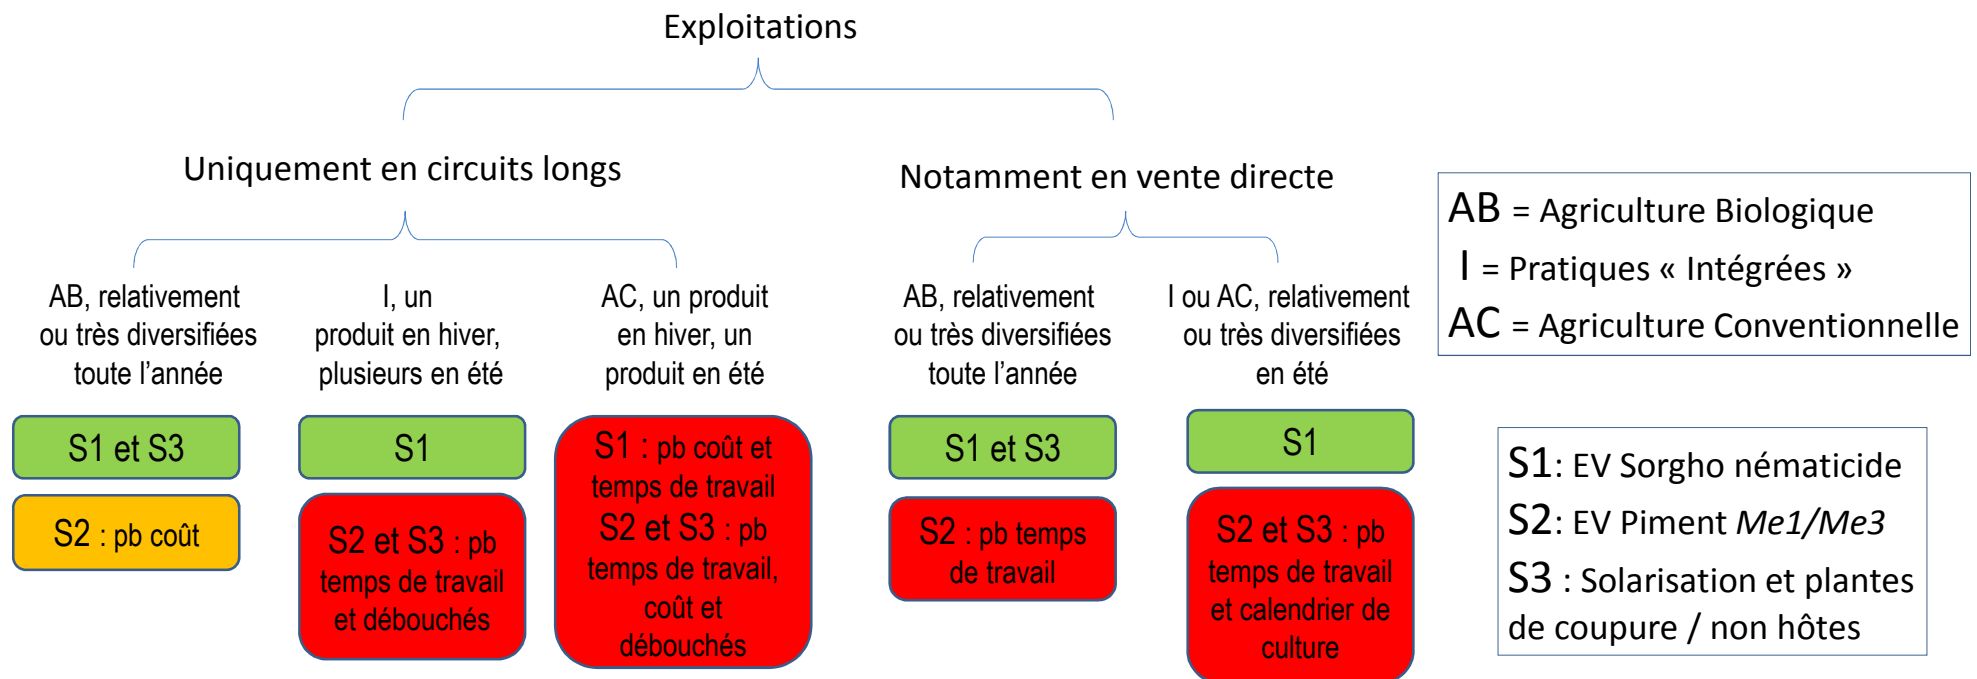 Exploitations
Uniquement en circuits longs
Notamment en vente directe
AB, relativement
ou très diversifiées
toute l’année
I, un
produit en hiver,
plusieurs en été
AC, un produit
en hiver, un
produit en été
AB, relativement
ou très diversifiées
toute l’année
I ou AC, relativement
ou très diversifiées
en été
S1 et S3
S2 : pb coût
S1
S2 et S3 : pb
temps de travail
et débouchés
S1 : pb coût et
temps de travail
S2 et S3 : pb
temps de travail,
coût et
débouchés
S1 et S3
S2 : pb temps
de travail
S1
S2 et S3 : pb
temps de travail
et calendrier de
culture
AB = Agriculture Biologique
I = Pratiques « Intégrées »
AC = Agriculture Conventionnelle
S1: EV Sorgho nématicide
S2: EV Piment Me1/Me3
S3 : Solarisation et plantes
de coupure / non hôtes